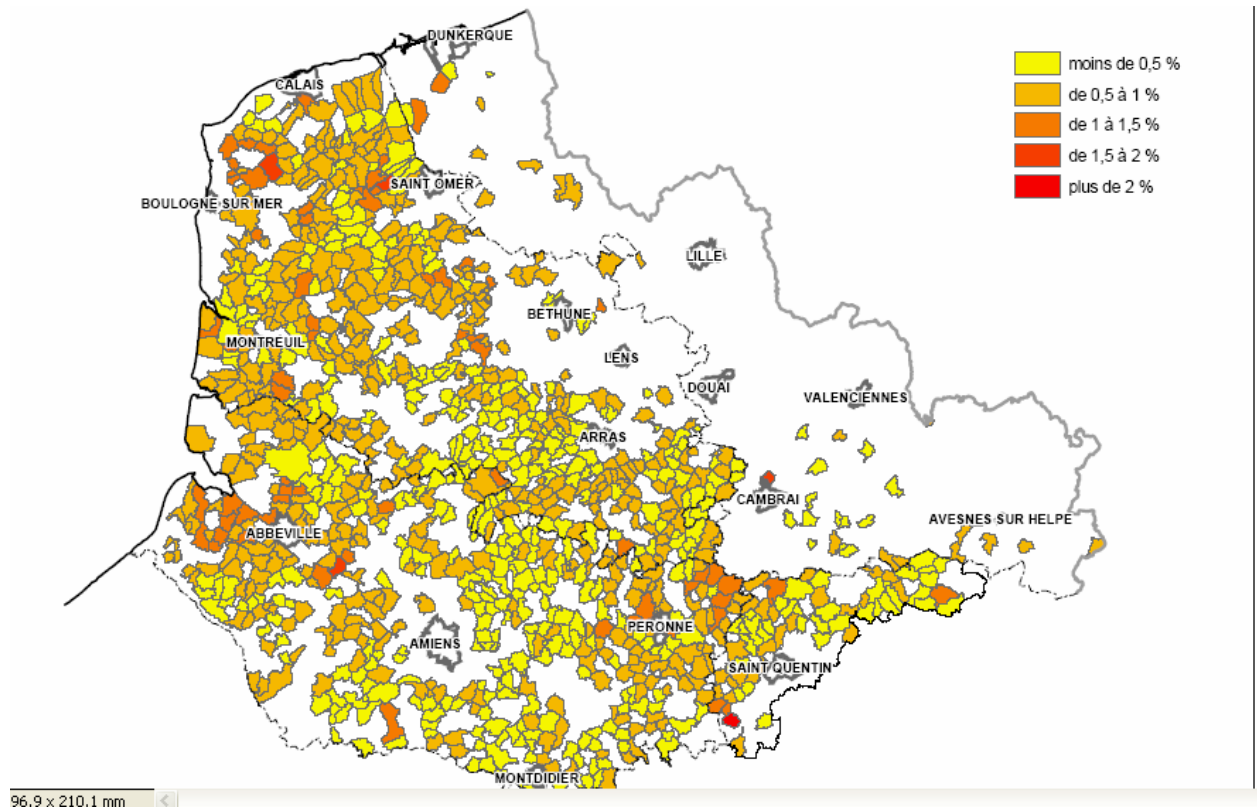 DUNKERQUE
moins de 0,5 %
CALAIS
de 0,5 à 1 %
de 1 à 1,5 %
de 1,5 à 2 %
SAINT OMER
plus de 2 %
BOULOGNE SUR MER
LILLE
BETHUNE
MONTREUIL
LENS
DOUAI
VALENCIENNES
ARRAS
CAMBRAI
AVESNES SUR HELPE
ABBEVILLE
PERONNE
AMIENS
SAINT QUENTIN
MONTDIDIER
96,9 x 210,1 mm